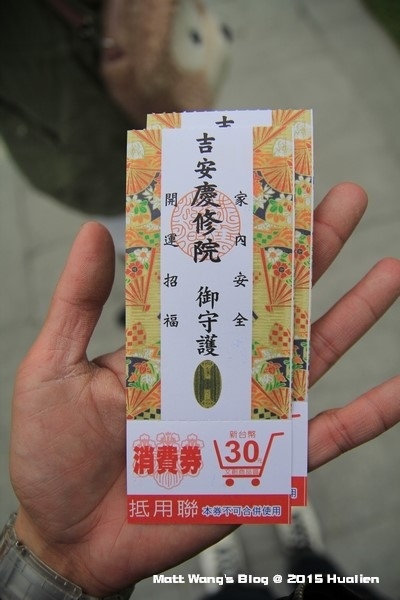 吉安慶修院 御守護
家内安全
開運招福
消費券
新台幣
30
抵用聯 本券不可合併使用
Matt Wang's Blog @ 2015 Hualien